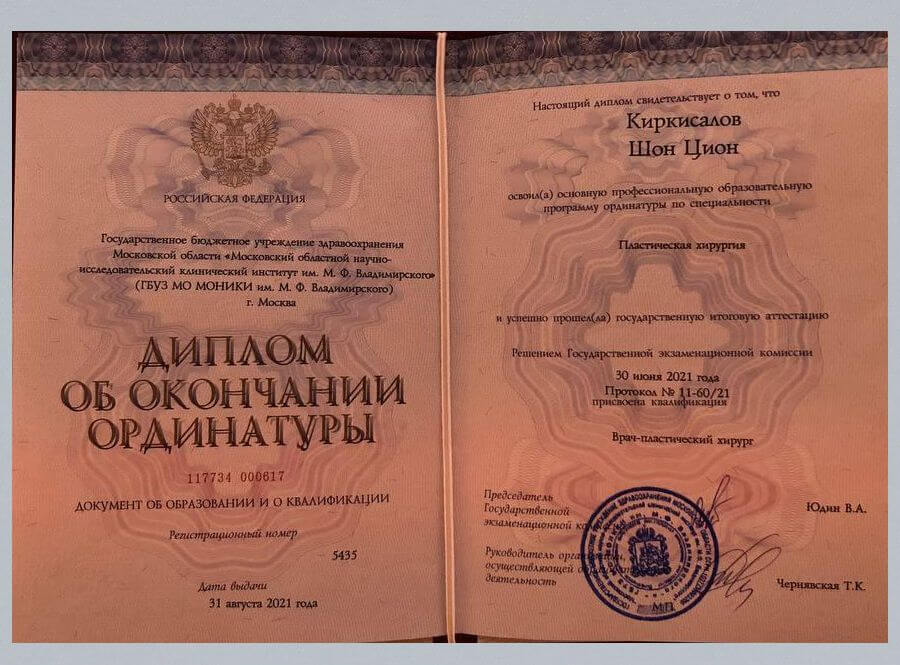 РОССИЙСКАЯ ФЕДЕРАЦИЯ
Государственное бюджетное учреждение здравоохранения
Московской области «Московский областной научно-
исследовательский клинический институт им. М. Ф. Владимирского»
(ГБУЗ МО МОНИКИ им. М. Ф. Владимирского)
г. Москва
ДИПЛОМ
ОБ ОКОНЧАНИИ
ОРДИНАТУРЫ
117734 000617
ДОКУМЕНТ ОБ ОБРАЗОВАНИИ И О КВАЛИФИКАЦИИ
Регистрационный номер
5435
Дата выдачи
31 августа 2021 года
Настоящий диплом свидетельствует о том, что
Киркисалов
Шон Цион
освоил(а) основную профессиональную образовательную
программу ординатуры по специальности
Пластическая хирургия
и успешно прошел(ла) государственную итоговую аттестацию
Решением Государственной экзаменационной комиссии
30 июня 2021 года
Протокол № 11-60/21
присвоена квалификация
Врач-пластический хирург
Председатель
Государственной
экзаменационной
Юдин В.А.
Руководитель
осуществляющей
деятельность
Чернявская Т.К.
МП